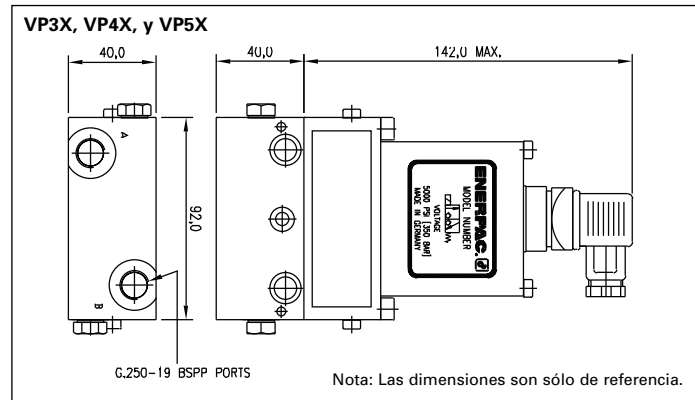 VP3X, VP4X, y VP5X
40,0
40,0
142,0 MAX.
A
92,0
B
ENERPAC.
MODEL NUMBER
VOLTAGE
5000 PSI [350 BAR]
MADE IN GERMANY
G.250-19 BSPP PORTS
Nota: Las dimensiones son sólo de referencia.